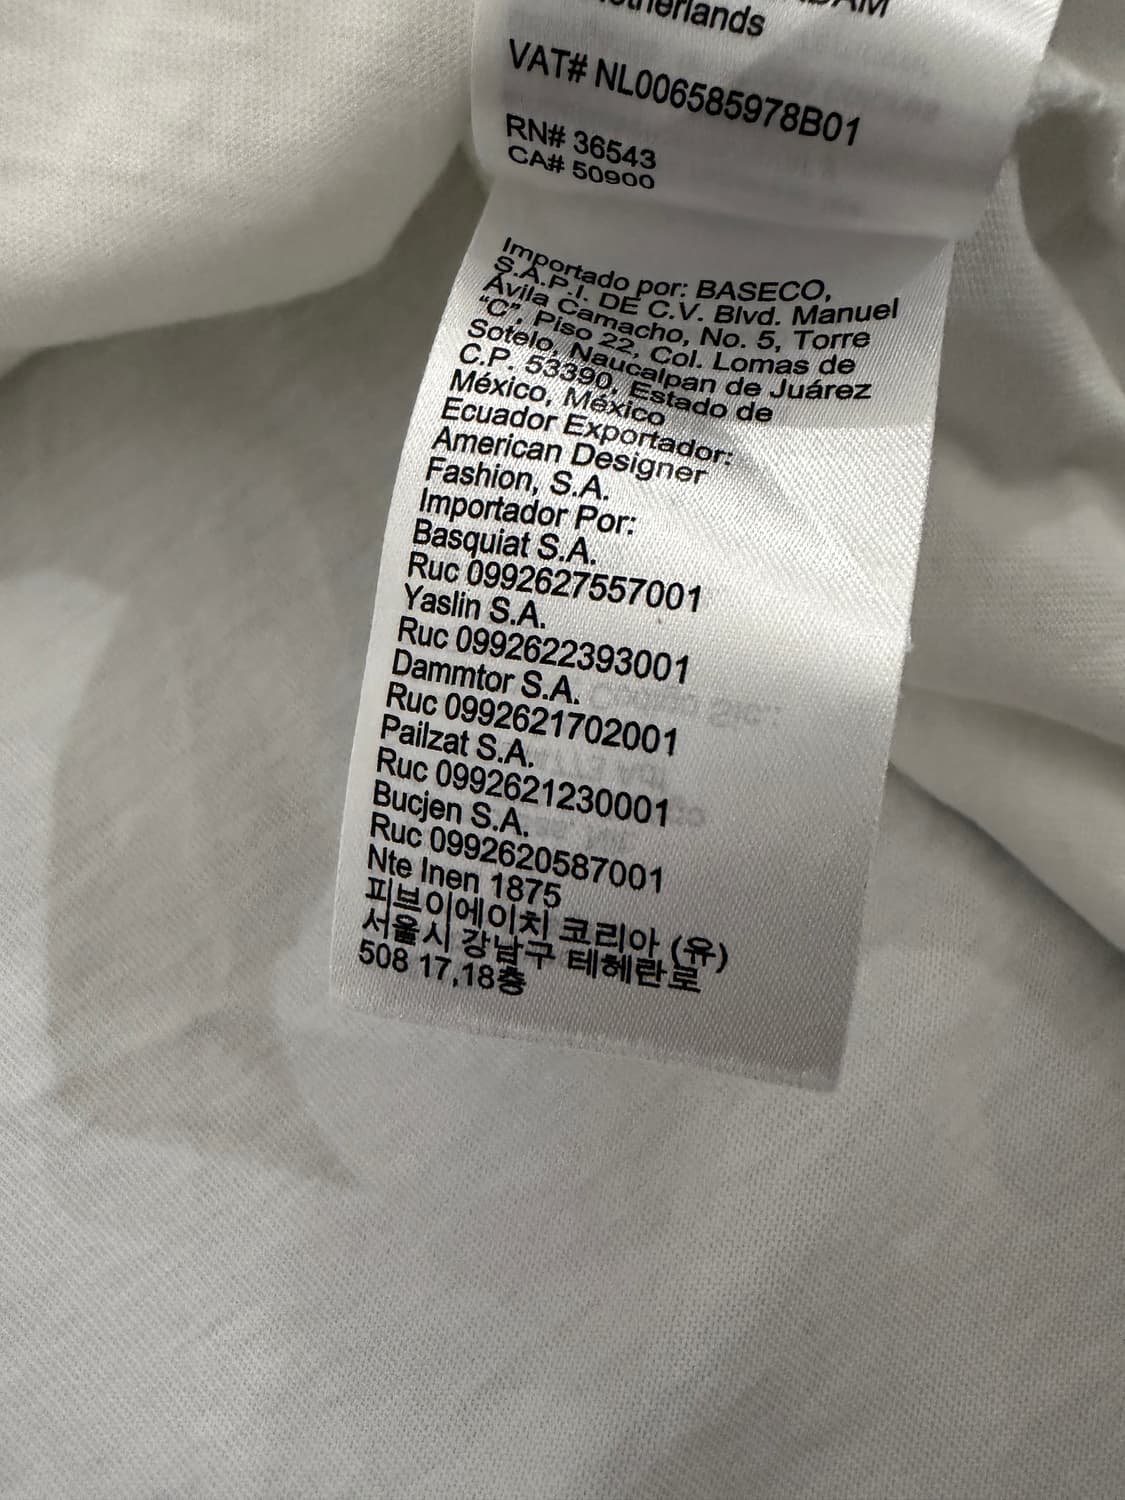 Netherlands
VAT# NL006585978B01
RN# 36543
CA# 50900
Importado por: BASECO,
S.A.P.I. DE C.V. Blvd. Manuel
Ávila Camacho, No. 5, Torre
"C", Piso 22, Col. Lomas de
Sotelo, Naucalpan de Juárez
C.P. 53390, Estado de
México, México
Ecuador Exportador:
American Designer
Fashion, S.A.
Importador Por:
Basquiat S.A.
Ruc 0992627557001
Yaslin S.A.
Ruc 0992622393001
Dammtor S.A.
Ruc 0992621702001
Pailzat S.A.
Ruc 0992621230001
Bucjen S.A.
Ruc 0992620587001
Nte Inen 1875
피브이에이치 코리아 (유)
서울시 강남구 테헤란로
508 17,18층